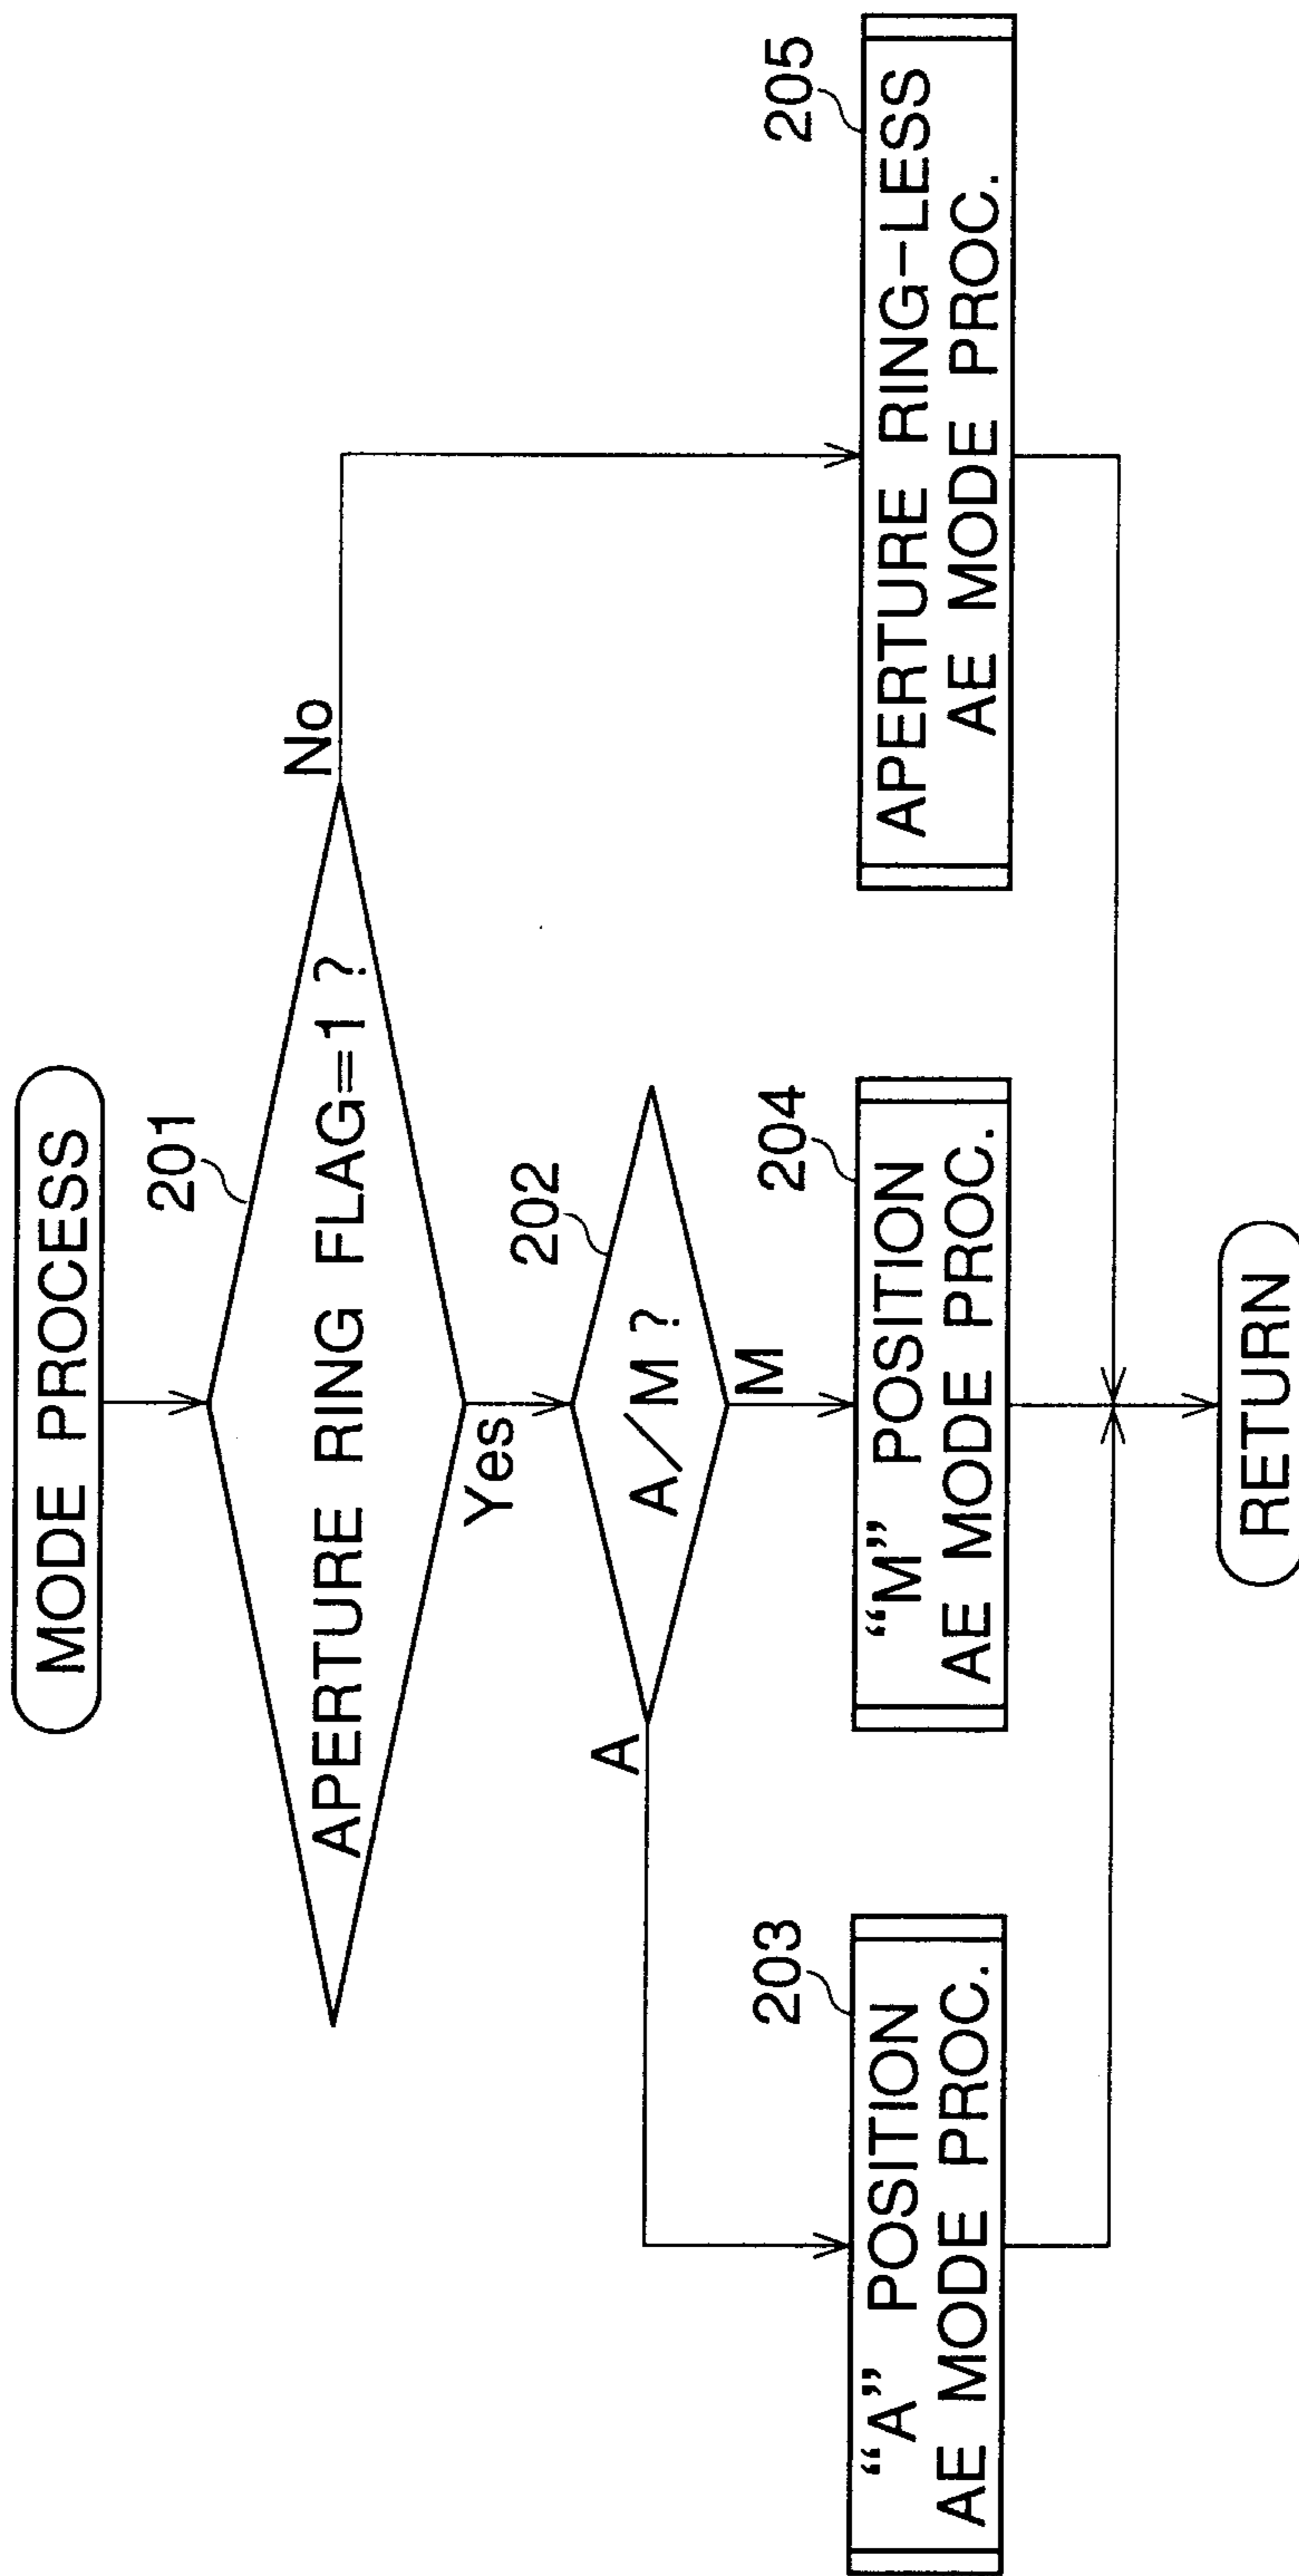 MODE PROCESS
201
APERTURE RING FLAG=1 ?
No
Yes
202
A/M ?
A
M
203
“A” POSITION
AE MODE PROC.
204
“M” POSITION
AE MODE PROC.
205
APERTURE RING-LESS
AE MODE PROC.
RETURN